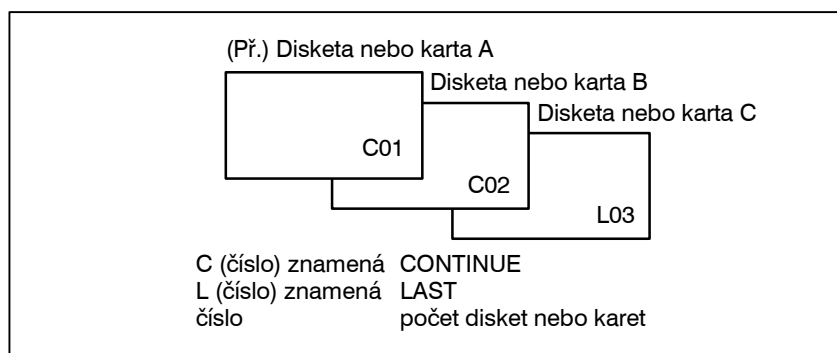 (Př.) Disketa nebo karta A
Disketa nebo karta B
Disketa nebo karta C
C01
C02
L03
C (číslo) znamená CONTINUE
L (číslo) znamená LAST
číslo počet disket nebo karet